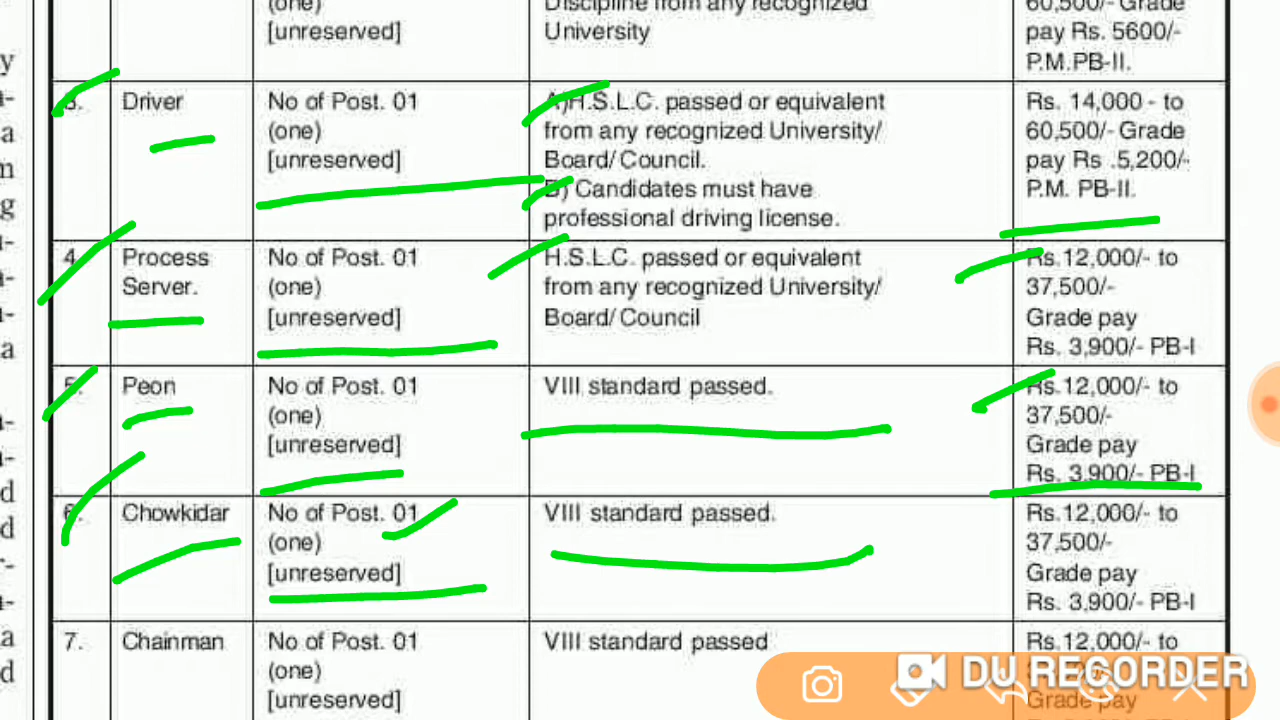 (one)
[unreserved]
Discipline from any recognized
University
60,500/- Grade
pay Rs. 5600/-
P.M.PB-II.
3.
Driver
No of Post. 01
(one)
[unreserved]
A)H.S.L.C. passed or equivalent
from any recognized University/
Board/Council.
B) Candidates must have
professional driving license.
Rs. 14,000 - to
60,500/- Grade
pay Rs .5,200/-
P.M. PB-II.
4.
Process
Server.
No of Post. 01
(one)
[unreserved]
H.S.L.C. passed or equivalent
from any recognized University/
Board/Council
Rs.12,000/- to
37,500/-
Grade pay
Rs. 3,900/- PB-I
5.
Peon
No of Post. 01
(one)
[unreserved]
VIII standard passed.
Rs.12,000/- to
37,500/-
Grade pay
Rs. 3,900/- PB-I
6.
Chowkidar
No of Post. 01
(one)
[unreserved]
VIII standard passed.
Rs.12,000/- to
37,500/-
Grade pay
Rs. 3,900/- PB-I
7.
Chainman
No of Post. 01
(one)
[unreserved]
VIII standard passed
Rs.12,000/- to
Grade pay
DU RECORDER